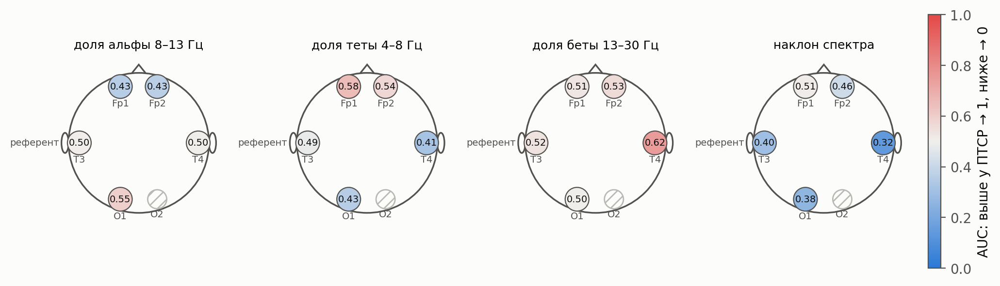 доля альфы 8–13 Гц
0.43
0.43
Fp1
Fp2
референт
0.50
0.50
T3
T4
0.55
O1
O2
доля теты 4–8 Гц
0.58
0.54
Fp1
Fp2
референт
0.49
0.41
T3
T4
0.43
O1
O2
доля беты 13–30 Гц
0.51
0.53
Fp1
Fp2
референт
0.52
0.62
T3
T4
0.50
O1
O2
наклон спектра
0.51
0.46
Fp1
Fp2
референт
0.40
0.32
T3
T4
0.38
O1
O2
1.0
0.8
0.6
0.4
0.2
0.0
AUC: выше у ПТСР → 1, ниже → 0